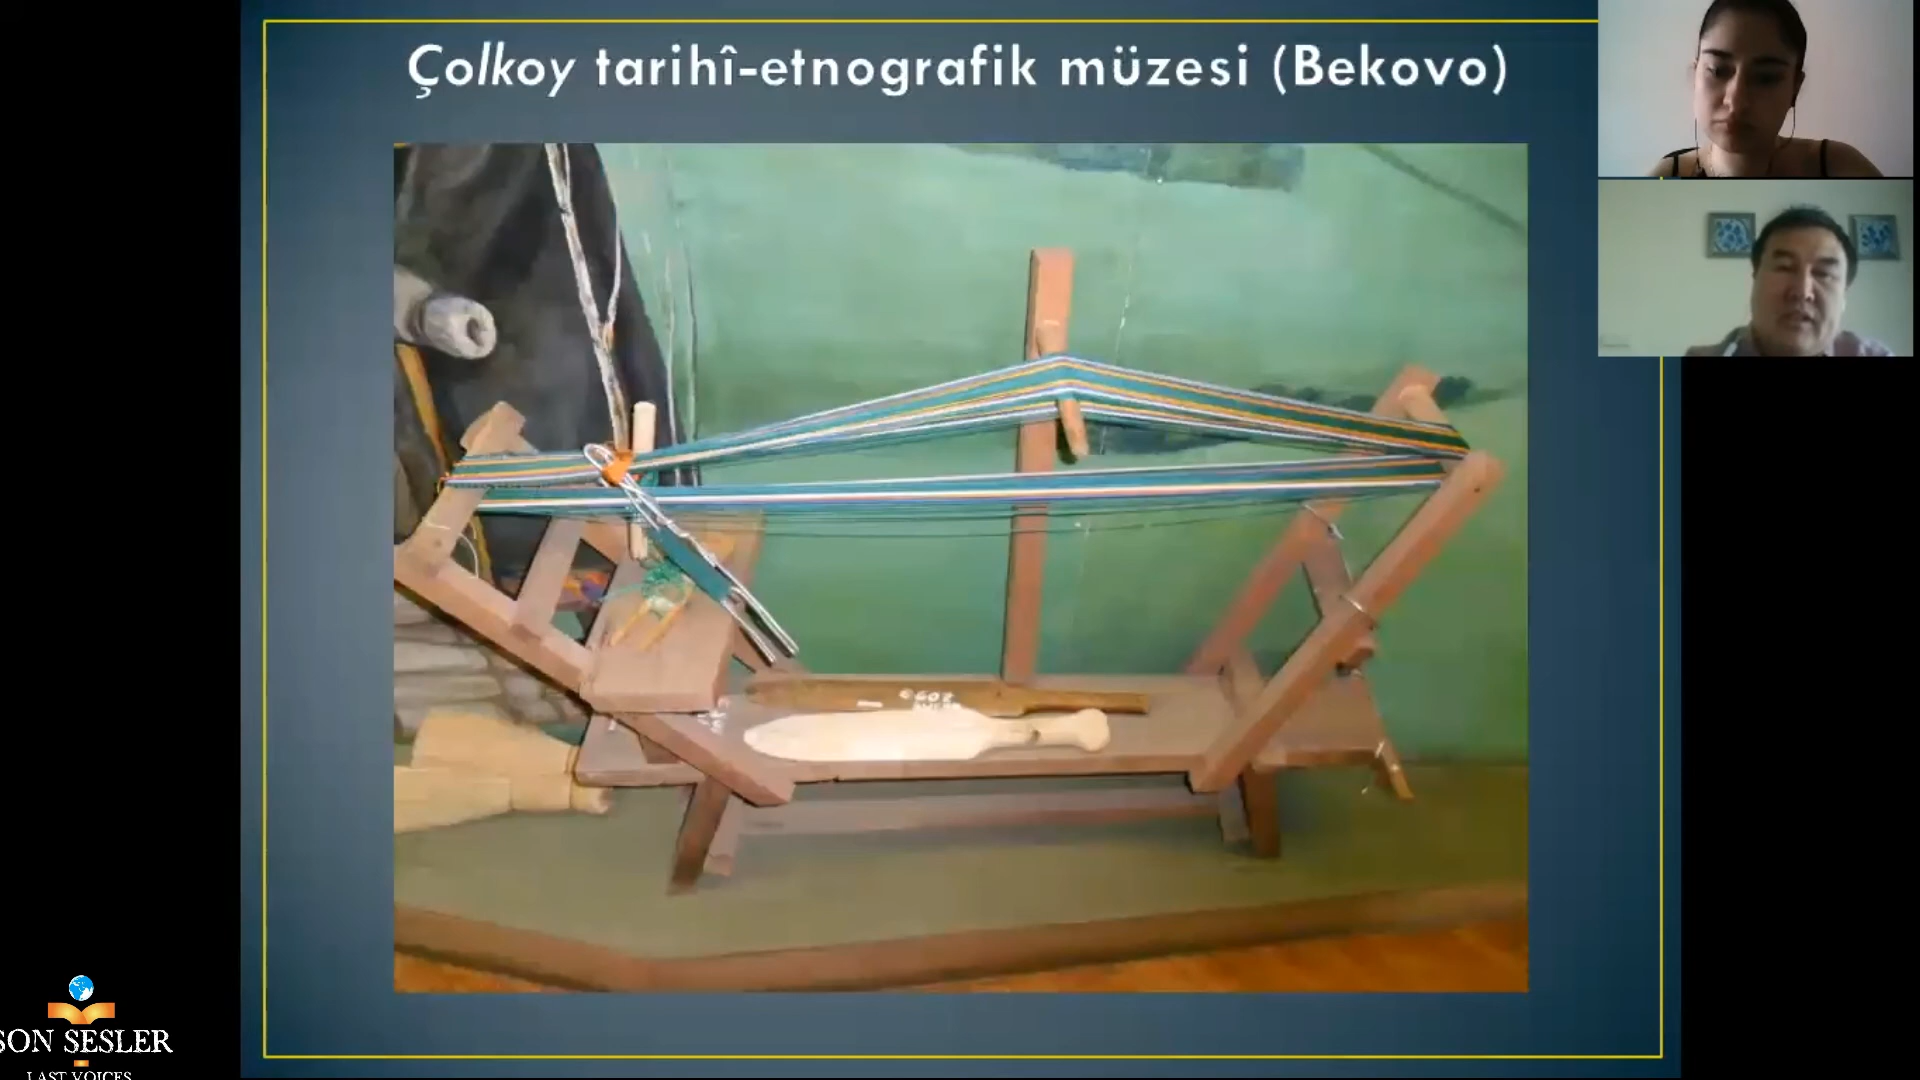 Çolkoy tarihî-etnografik müzesi (Bekovo)
SON SESLER
LAST VOICES